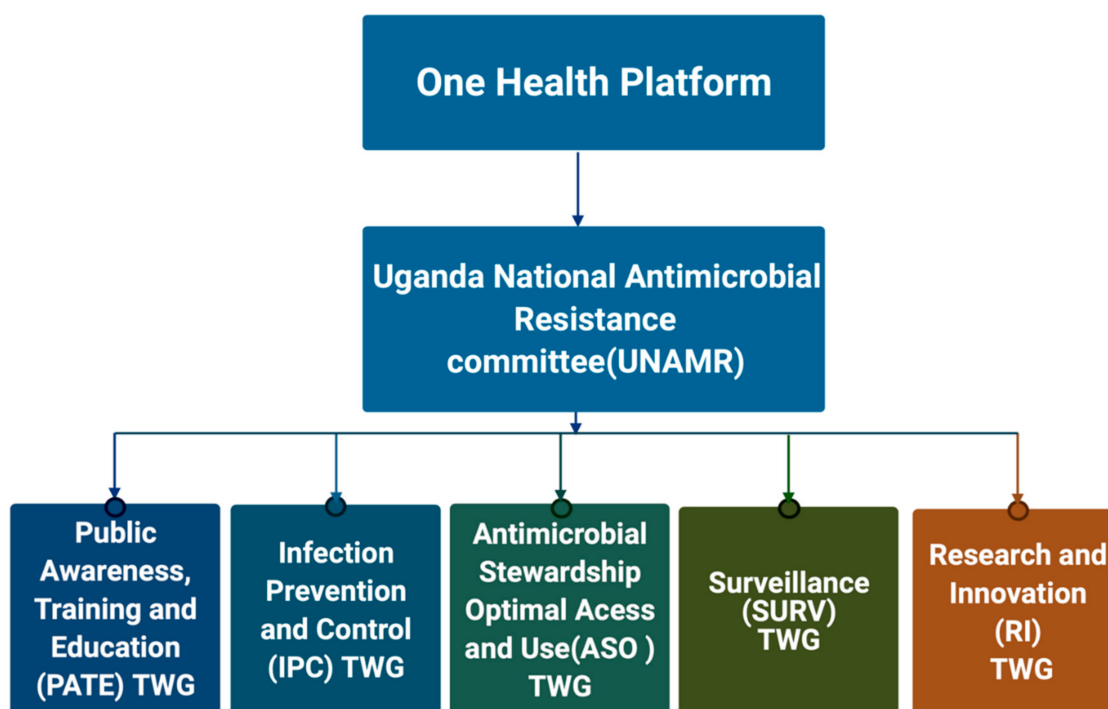 One Health Platform
Uganda National Antimicrobial
Resistance
committee(UNAMR)
Public
Awareness,
Training and
Education
(PATE) TWG
Infection
Prevention
and Control
(IPC) TWG
Antimicrobial
Stewardship
Optimal Acess
and Use(ASO )
TWG
Surveillance
(SURV)
TWG
Research and
Innovation
(RI)
TWG